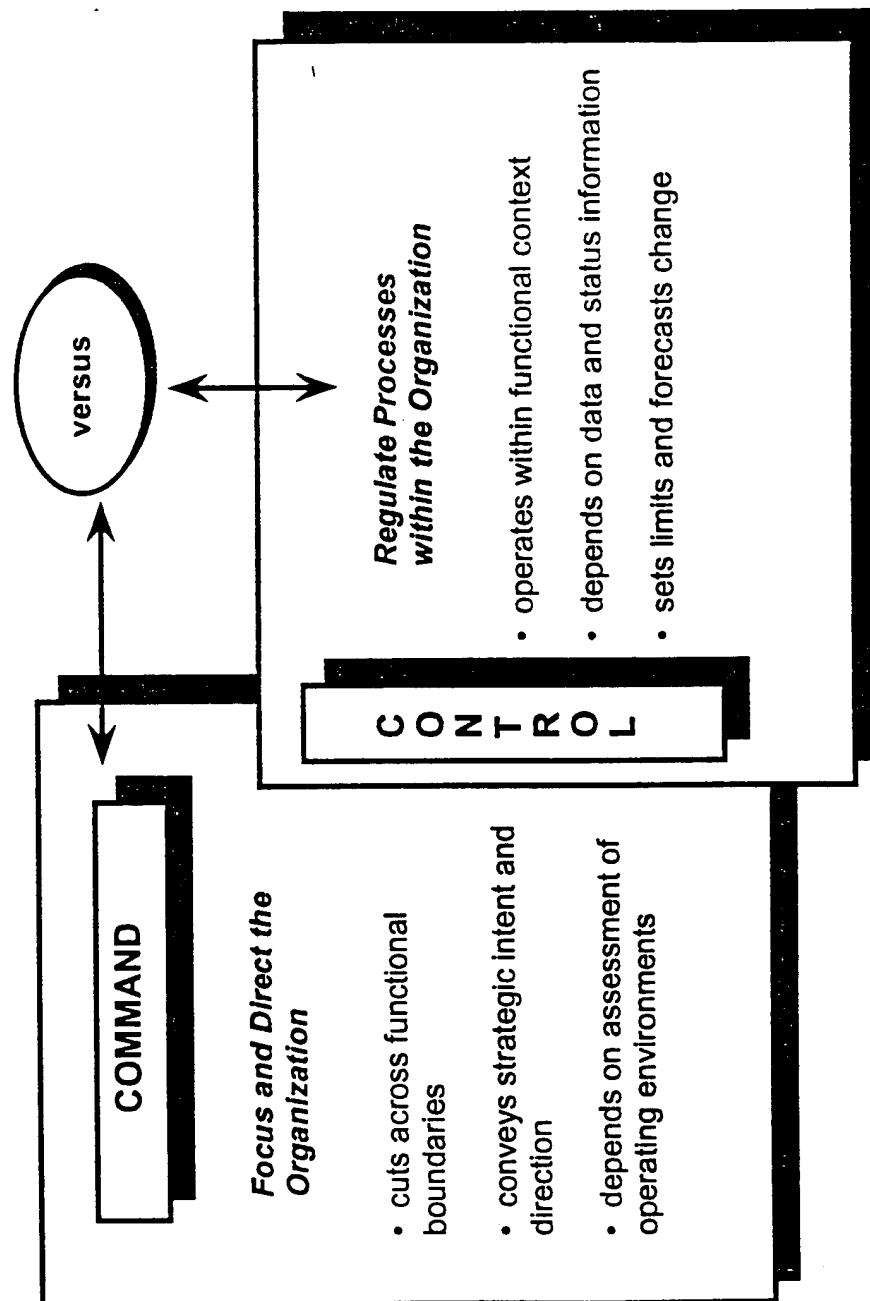 COMMAND
versus
Focus and Direct the
Organization
• cuts across functional
boundaries
• conveys strategic intent and
direction
• depends on assessment of
operating environments
CONTROL
Regulate Processes
within the Organization
• operates within functional context
• depends on data and status information
• sets limits and forecasts change